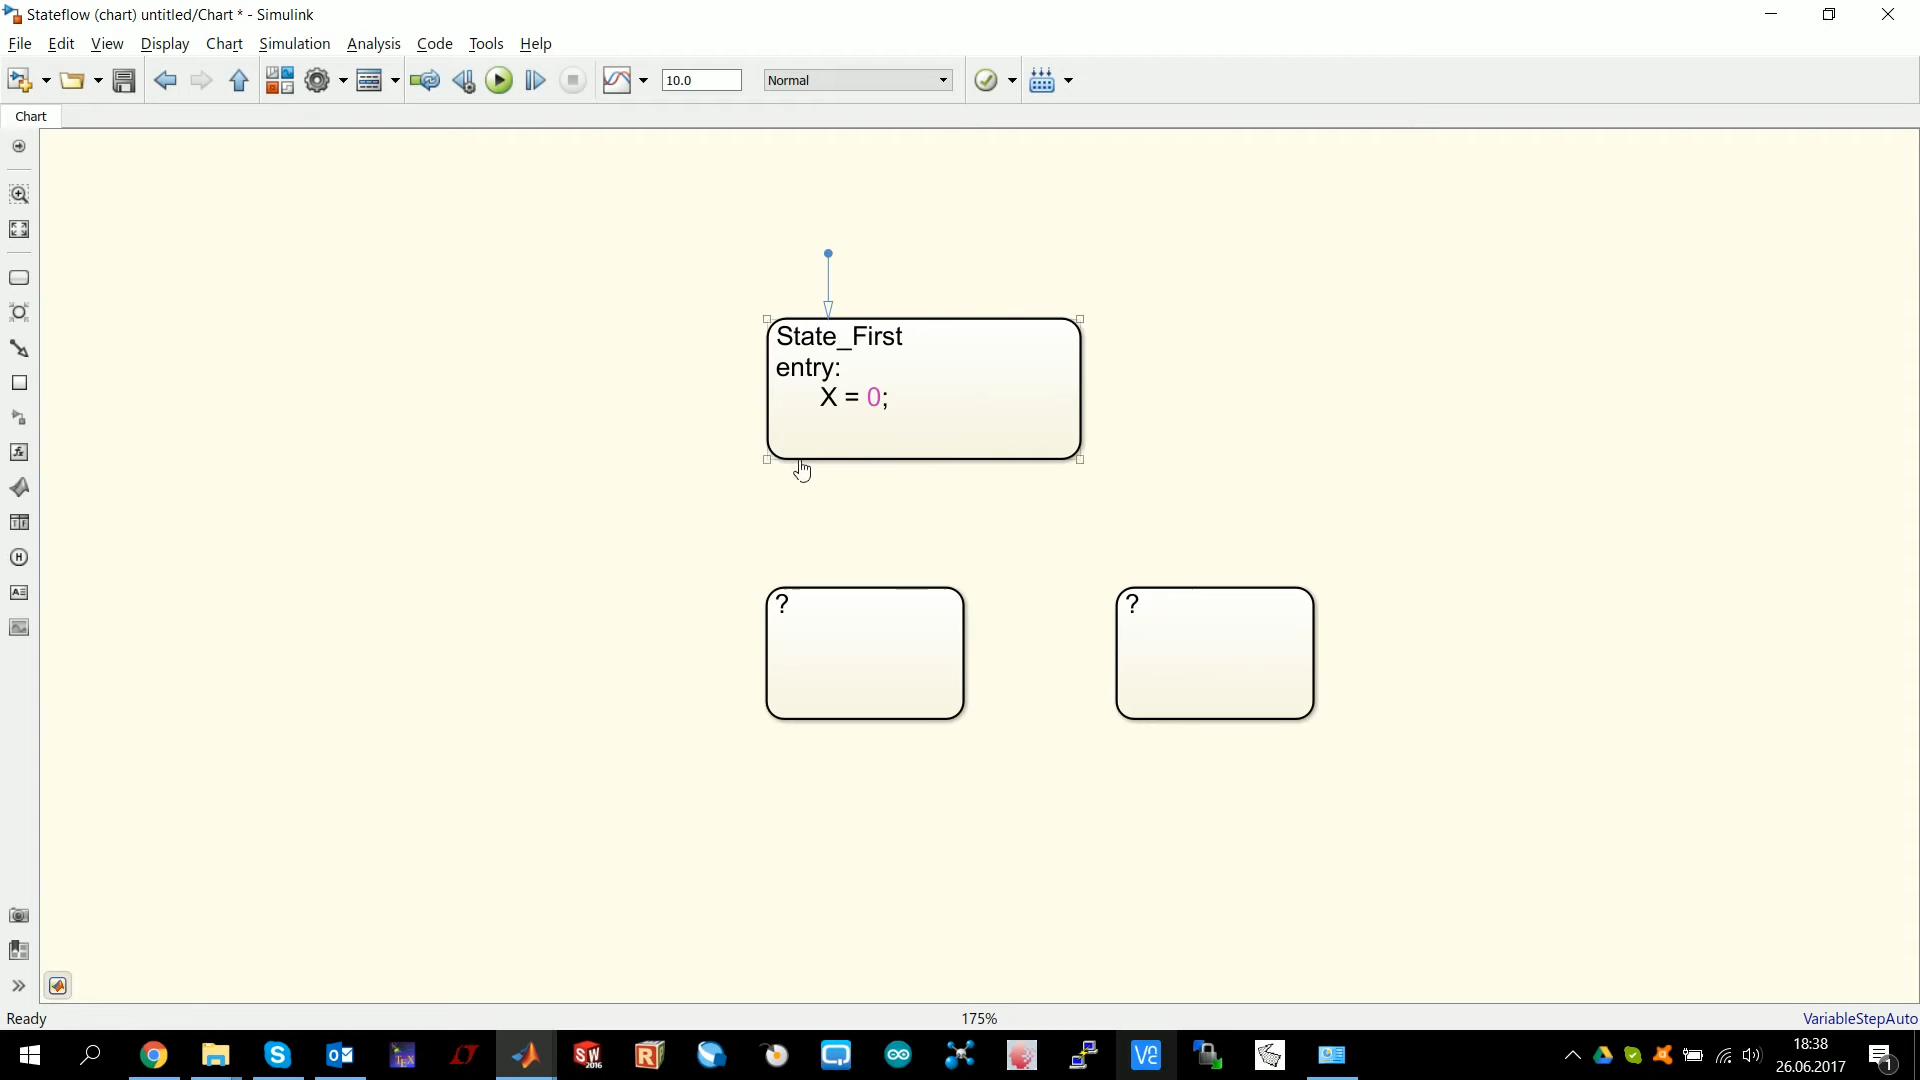 Stateflow (chart) untitled/Chart * - Simulink
File Edit View Display Chart Simulation Analysis Code Tools Help
10.0 Normal
Chart
State_First
entry:
X = 0;
? ?
Ready 175% VariableStepAuto
18:38
26.06.2017
1